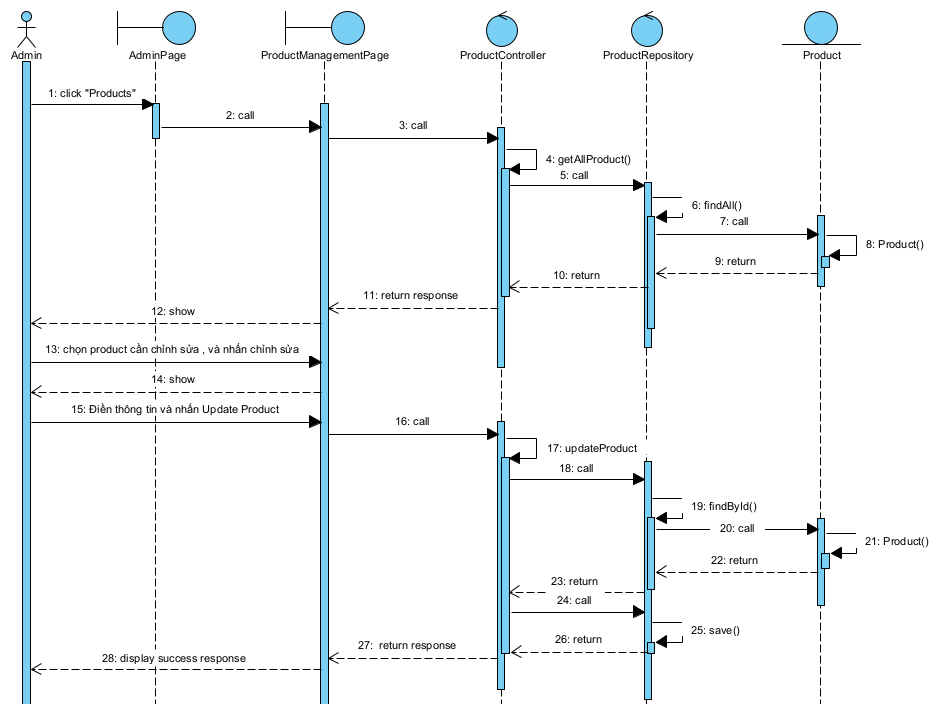 Admin
AdminPage
ProductManagementPage
ProductController
ProductRepository
Product
1: click "Products"
2: call
3: call
4: getAllProduct()
5: call
6: findAll()
7: call
8: Product()
9: return
10: return
11: return response
12: show
13: chọn product cần chỉnh sửa , và nhấn chỉnh sửa
14: show
15: Điền thông tin và nhấn Update Product
16: call
17: updateProduct
18: call
19: findById()
20: call
21: Product()
22: return
23: return
24: call
25: save()
26: return
27: return response
28: display success response